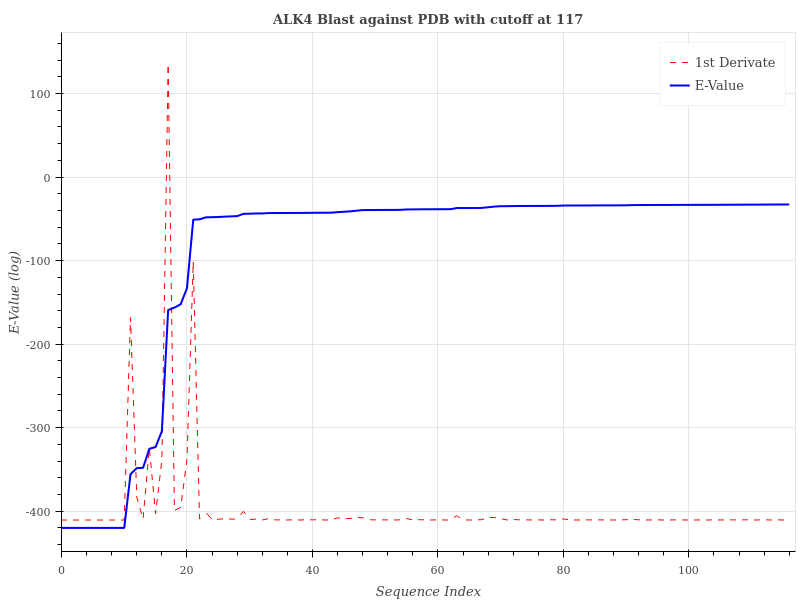 ALK4 Blast against PDB with cutoff at 117
1st Derivate
E-Value
100
0
-100
-200
-300
-400
E-Value (log)
0 20 40 60 80 100
Sequence Index